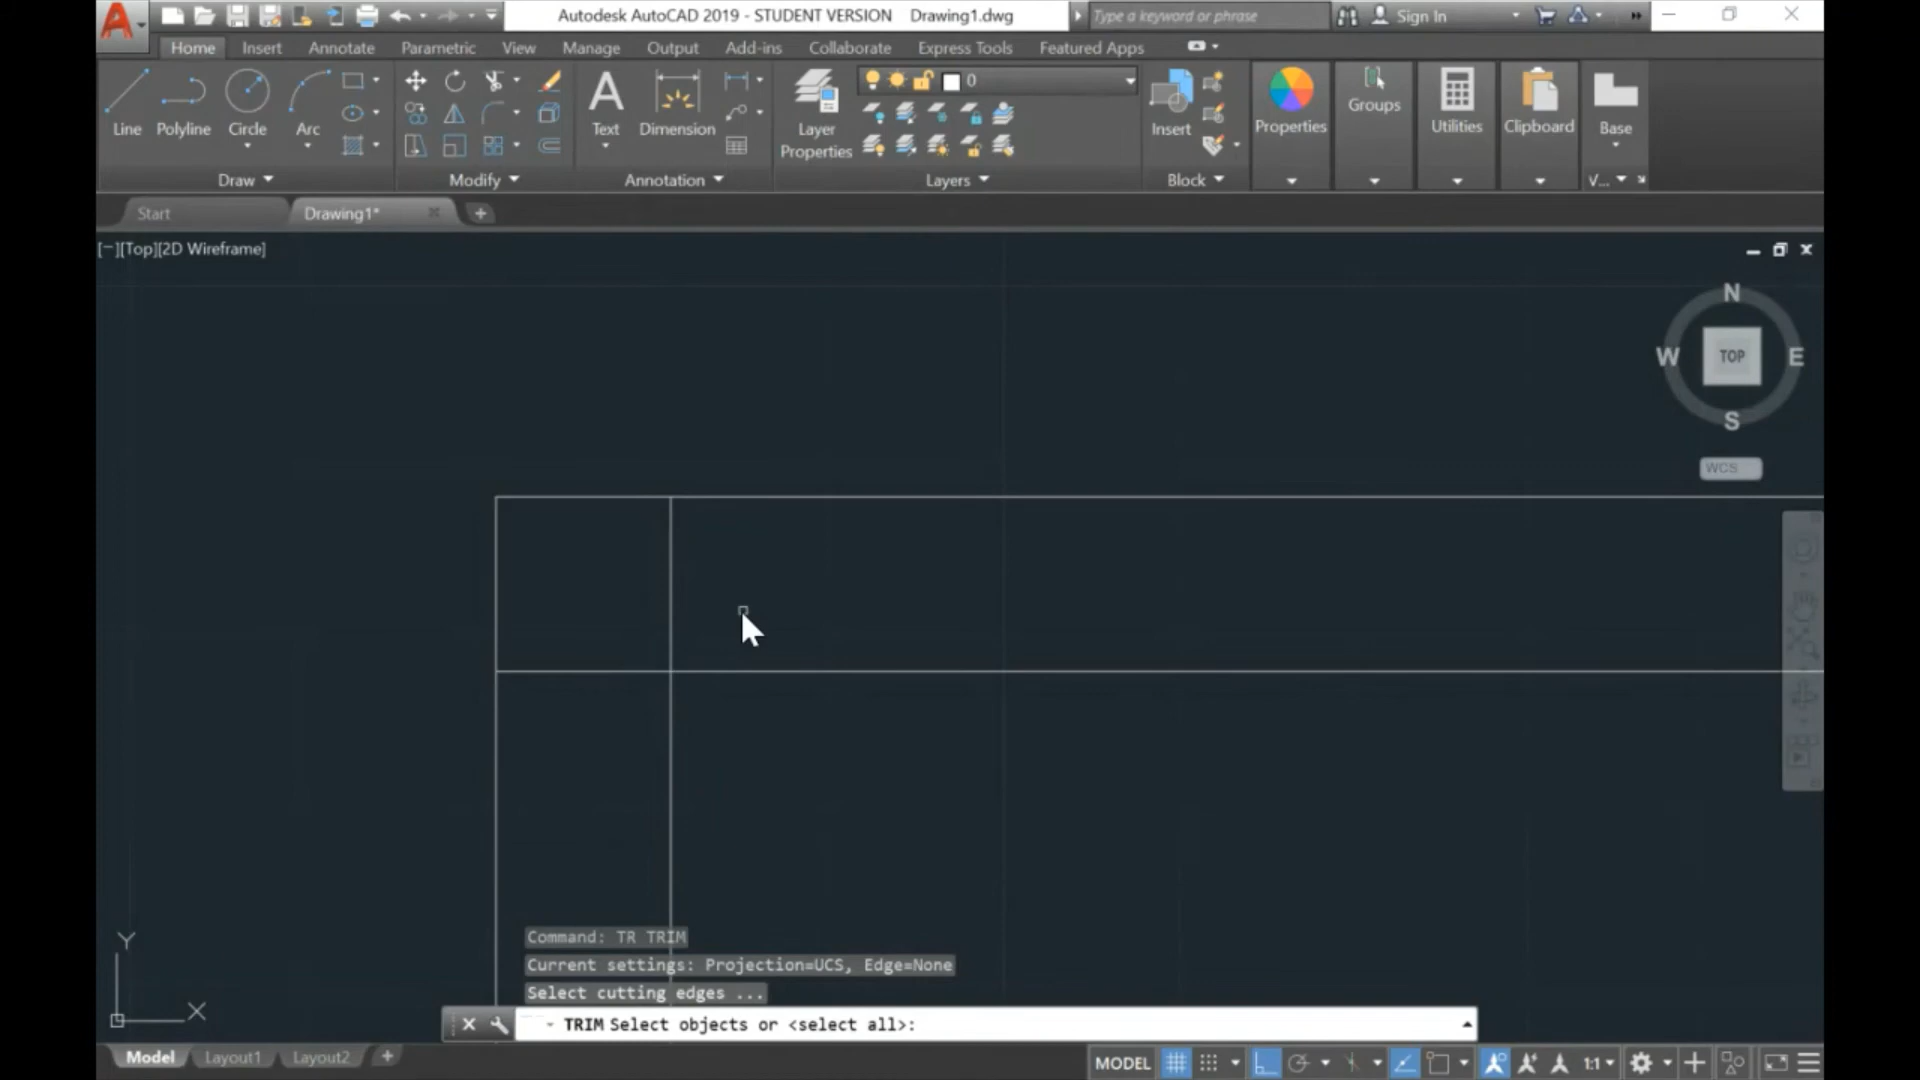 Autodesk AutoCAD 2019 - STUDENT VERSION    Drawing1.dwg
Type a keyword or phrase
Sign In
Home Insert Annotate Parametric View Manage Output Add-ins Collaborate Express Tools Featured Apps
0
Line Polyline Circle Arc
Text Dimension
Layer Properties
Insert
Properties
Groups
Utilities
Clipboard
Base
Draw
Modify
Annotation
Layers
Block
V...
Start
Drawing1*
[−][Top][2D Wireframe]
N
W TOP E
S
WCS
Y
X
Command: TR TRIM
Current settings: Projection=UCS, Edge=None
Select cutting edges ...
TRIM Select objects or <select all>:
Model Layout1 Layout2
MODEL
1:1